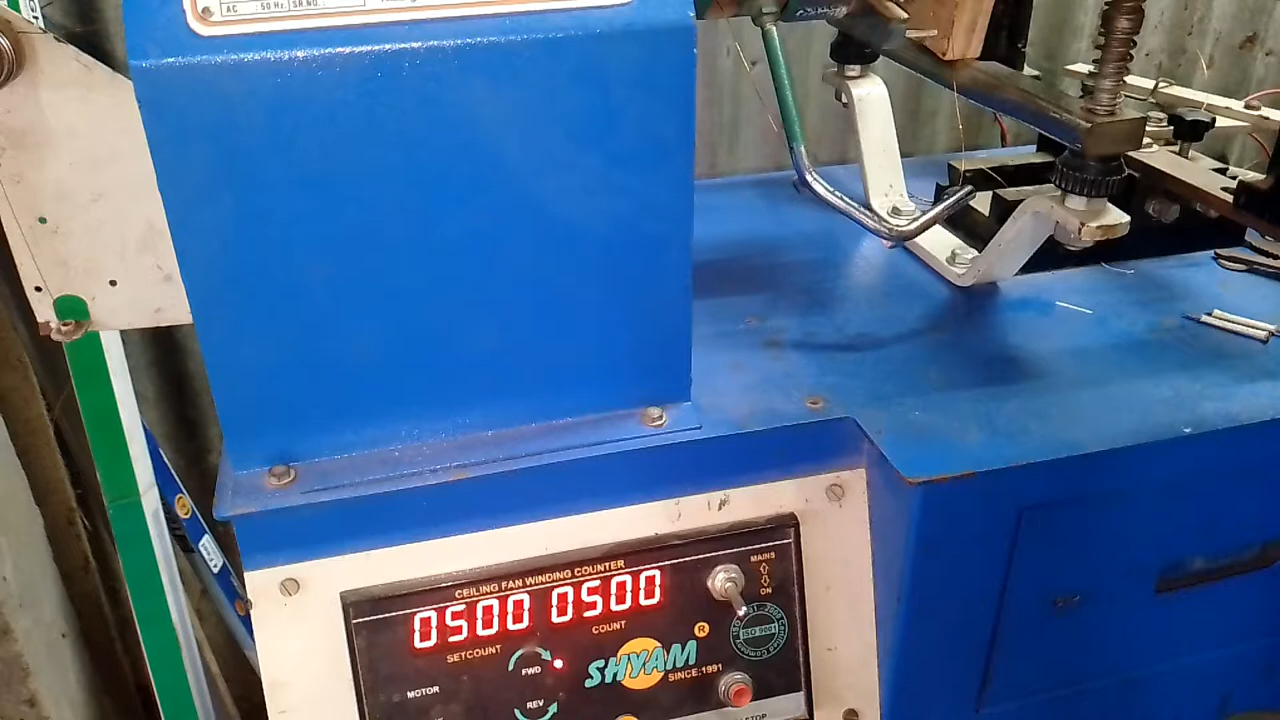 AC : 50 Hz. SR.NO. :
CEILING FAN WINDING COUNTER
MAINS
ON
0500 0500
SETCOUNT
COUNT
FWD
SHYAM R
SINCE;1991
ISO 9001
MOTOR
REV